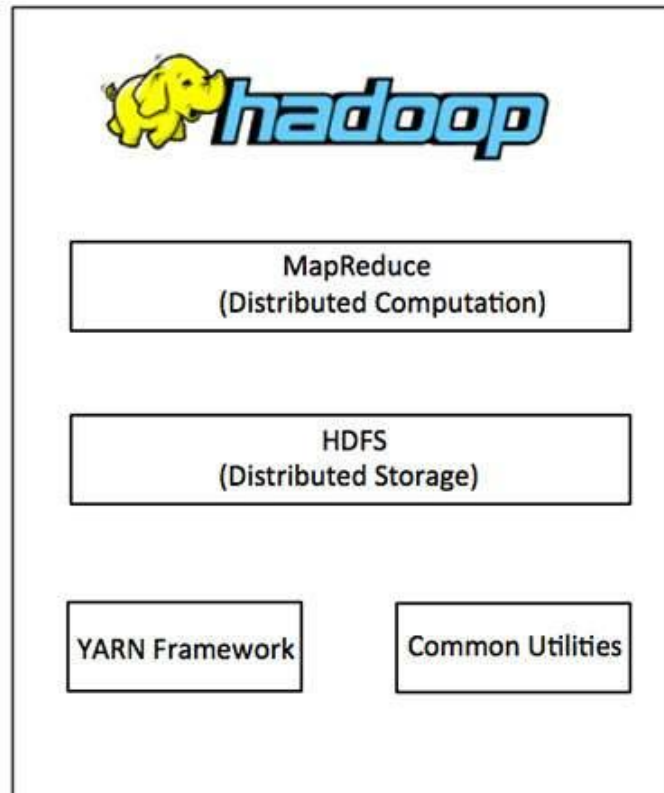 hadoop
MapReduce
(Distributed Computation)
HDFS
(Distributed Storage)
YARN Framework
Common Utilities